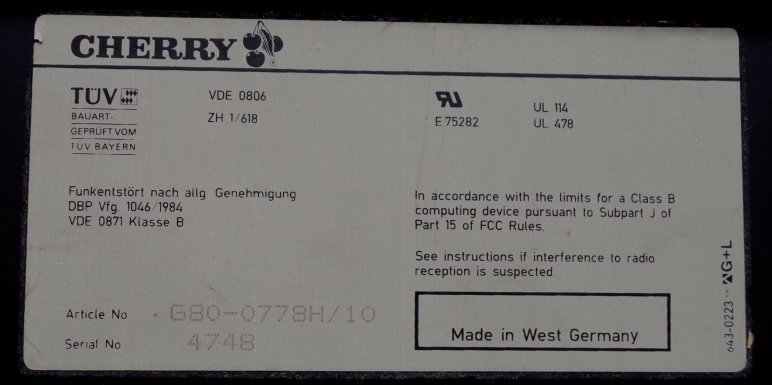 CHERRY
TÜV
BAUART-
GEPRÜFT VOM
TÜV BAYERN
VDE 0806
ZH 1/618
E 75282
UL 114
UL 478
Funkentstört nach allg Genehmigung
DBP Vfg. 1046/1984
VDE 0871 Klasse B
In accordance with the limits for a Class B
computing device pursuant to Subpart J of
Part 15 of FCC Rules.
See instructions if interference to radio
reception is suspected.
Article No G80-0778H/10
Serial No 4748
Made in West Germany
643-0223 G+L